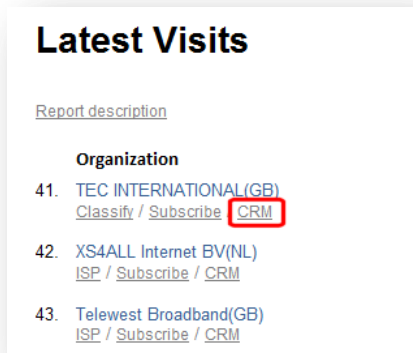 Latest Visits
Report description
Organization
41. TEC INTERNATIONAL(GB)
Classify / Subscribe / CRM
42. XS4ALL Internet BV(NL)
ISP / Subscribe / CRM
43. Telewest Broadband(GB)
ISP / Subscribe / CRM